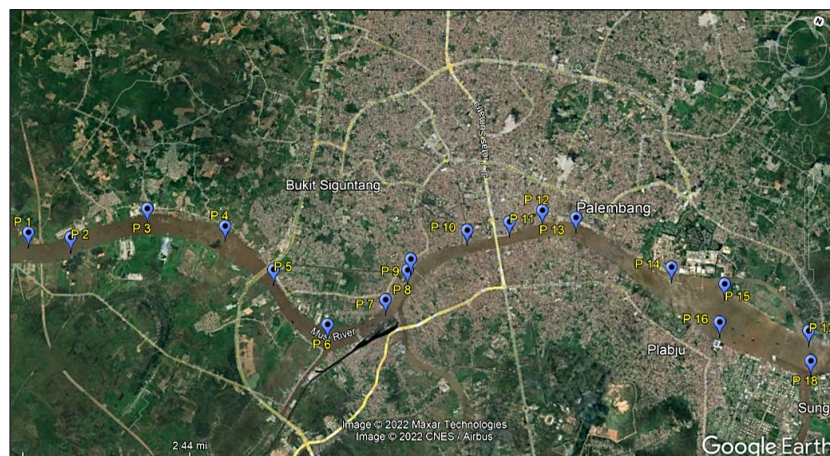 N
P 1
P 2
P 3
P 4
Bukit Siguntang
P 5
Musi River
P 6
P 7
P 8
P 9
P 10
P 11
P 12
P 13
Palembang
P 14
P 15
P 16
Plabju
P 18
Sung
2.44 mi
Image © 2022 Maxar Technologies
Image © 2022 CNES / Airbus
Google Earth